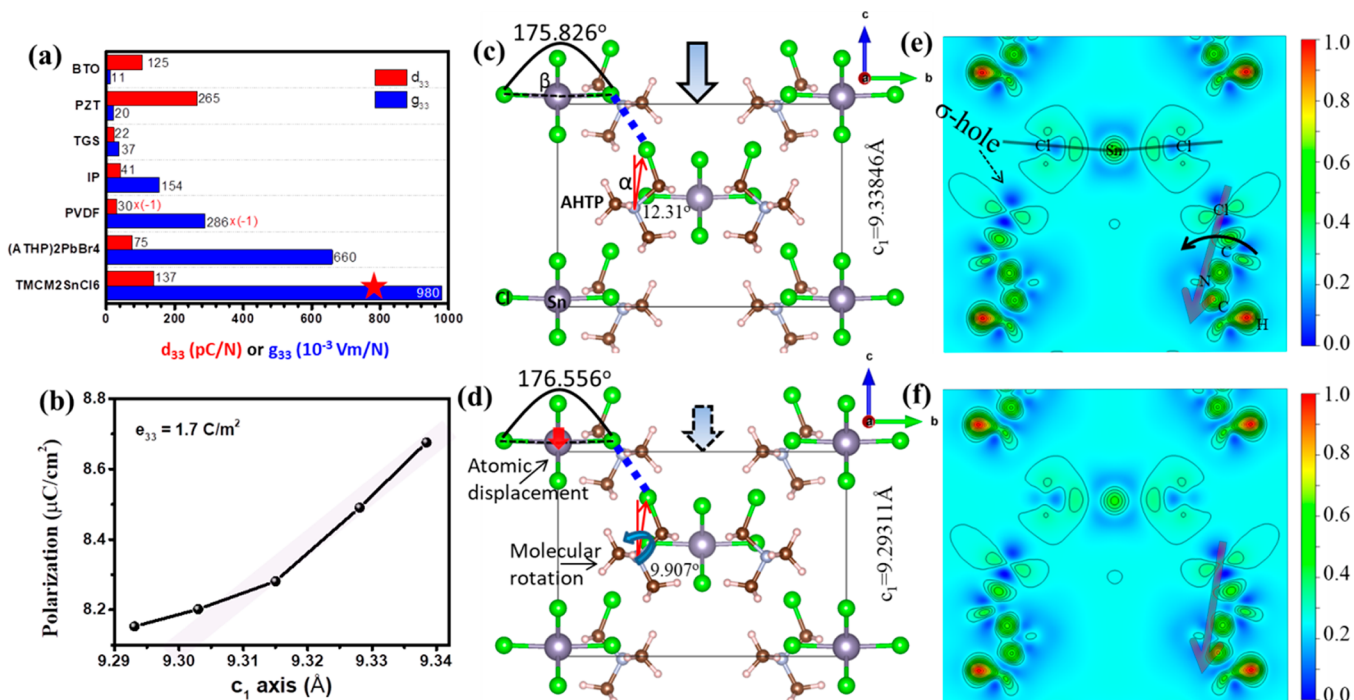 (a)
BTO
125
11
d33
g33
PZT
265
20
TGS
22
37
IP
41
154
PVDF
30x(-1)
286x(-1)
(ATHP)2PbBr4
75
660
TMCM2SnCl6
137
980
0 200 400 600 800 1000
d33 (pC/N) or g33 (10-3 Vm/N)
(b)
Polarization (μC/cm2)
8.8
8.6
8.4
8.2
e33 = 1.7 C/m2
9.29 9.30 9.31 9.32 9.33 9.34
c1 axis (Å)
(c)
175.826°
β
c
a
b
α
AHTP
12.31°
Cl
Sn
c1=9.33846Å
(d)
176.556°
c
a
b
Atomic
displacement
Molecular
rotation
9.907°
c1=9.29311Å
(e)
σ-hole
Cl
Sn
Cl
Cl
C
N
C
H
1.0
0.8
0.6
0.4
0.2
0.0
(f)
1.0
0.8
0.6
0.4
0.2
0.0